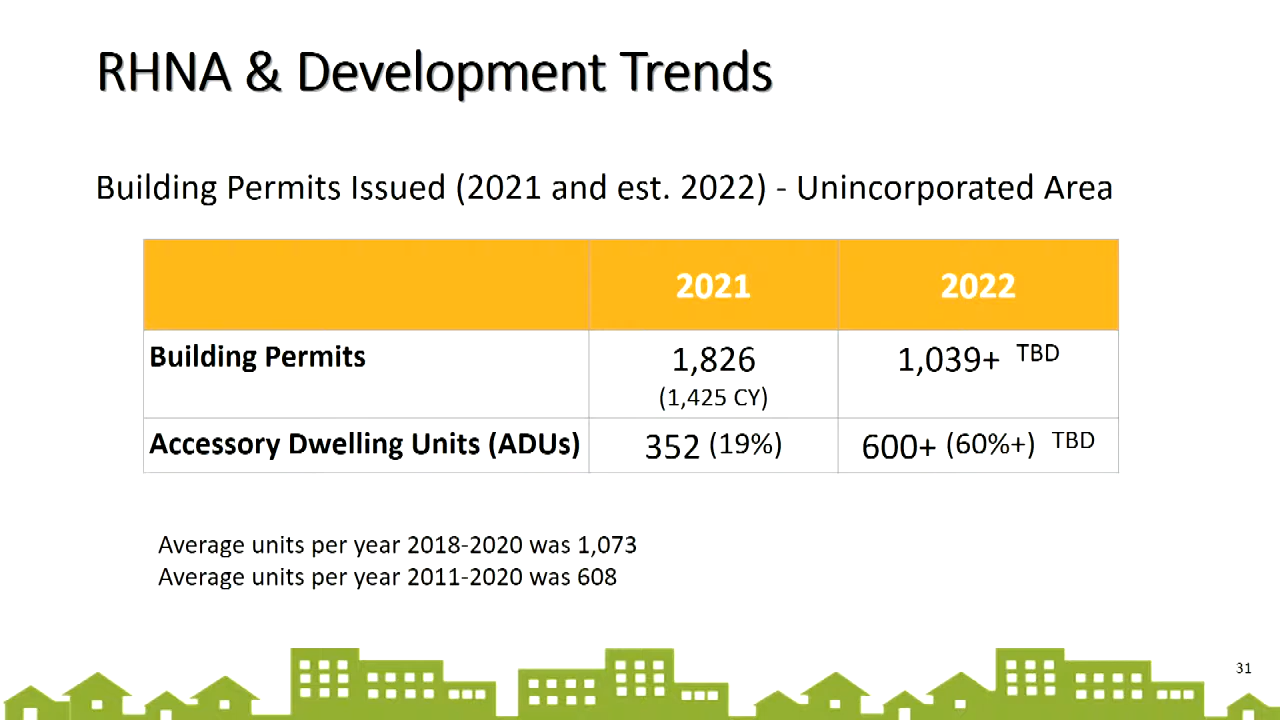 RHNA & Development Trends
Building Permits Issued (2021 and est. 2022) - Unincorporated Area
2021 2022
Building Permits 1,826 1,039+ TBD
(1,425 CY)
Accessory Dwelling Units (ADUs) 352 (19%) 600+ (60%+) TBD
Average units per year 2018-2020 was 1,073
Average units per year 2011-2020 was 608
31